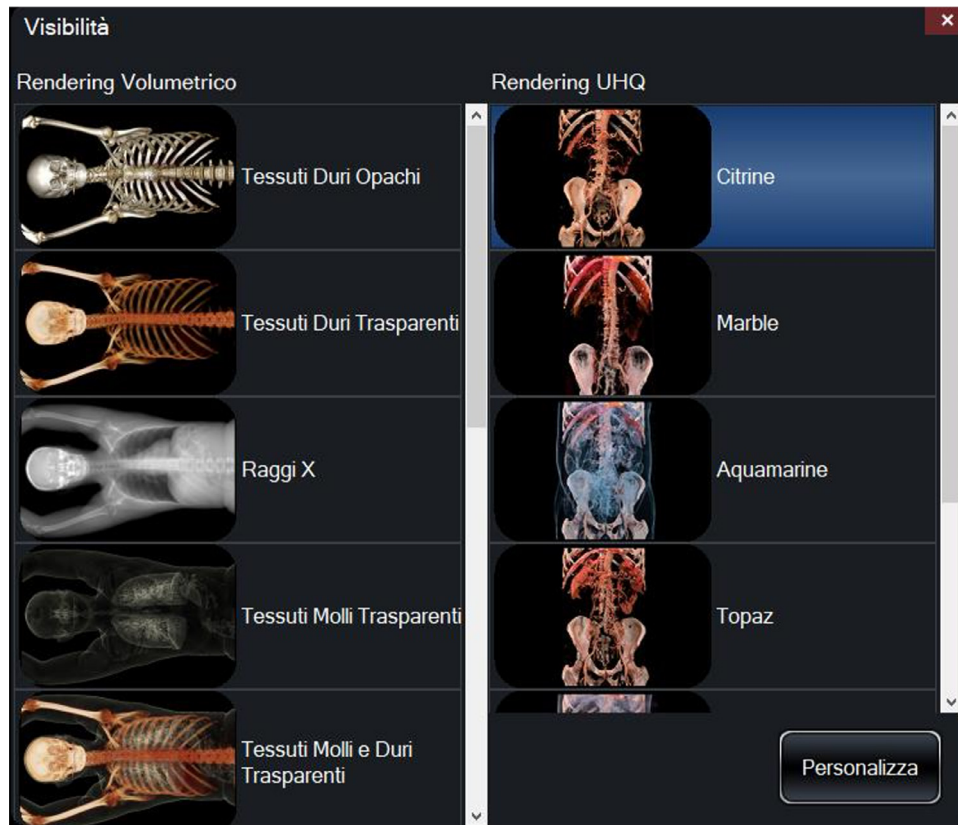 Visibilità
Rendering Volumetrico
Tessuti Duri Opachi
Tessuti Duri Trasparenti
Raggi X
Tessuti Molli Trasparenti
Tessuti Molli e Duri
Trasparenti
Rendering UHQ
Citrine
Marble
Aquamarine
Topaz
Personalizza